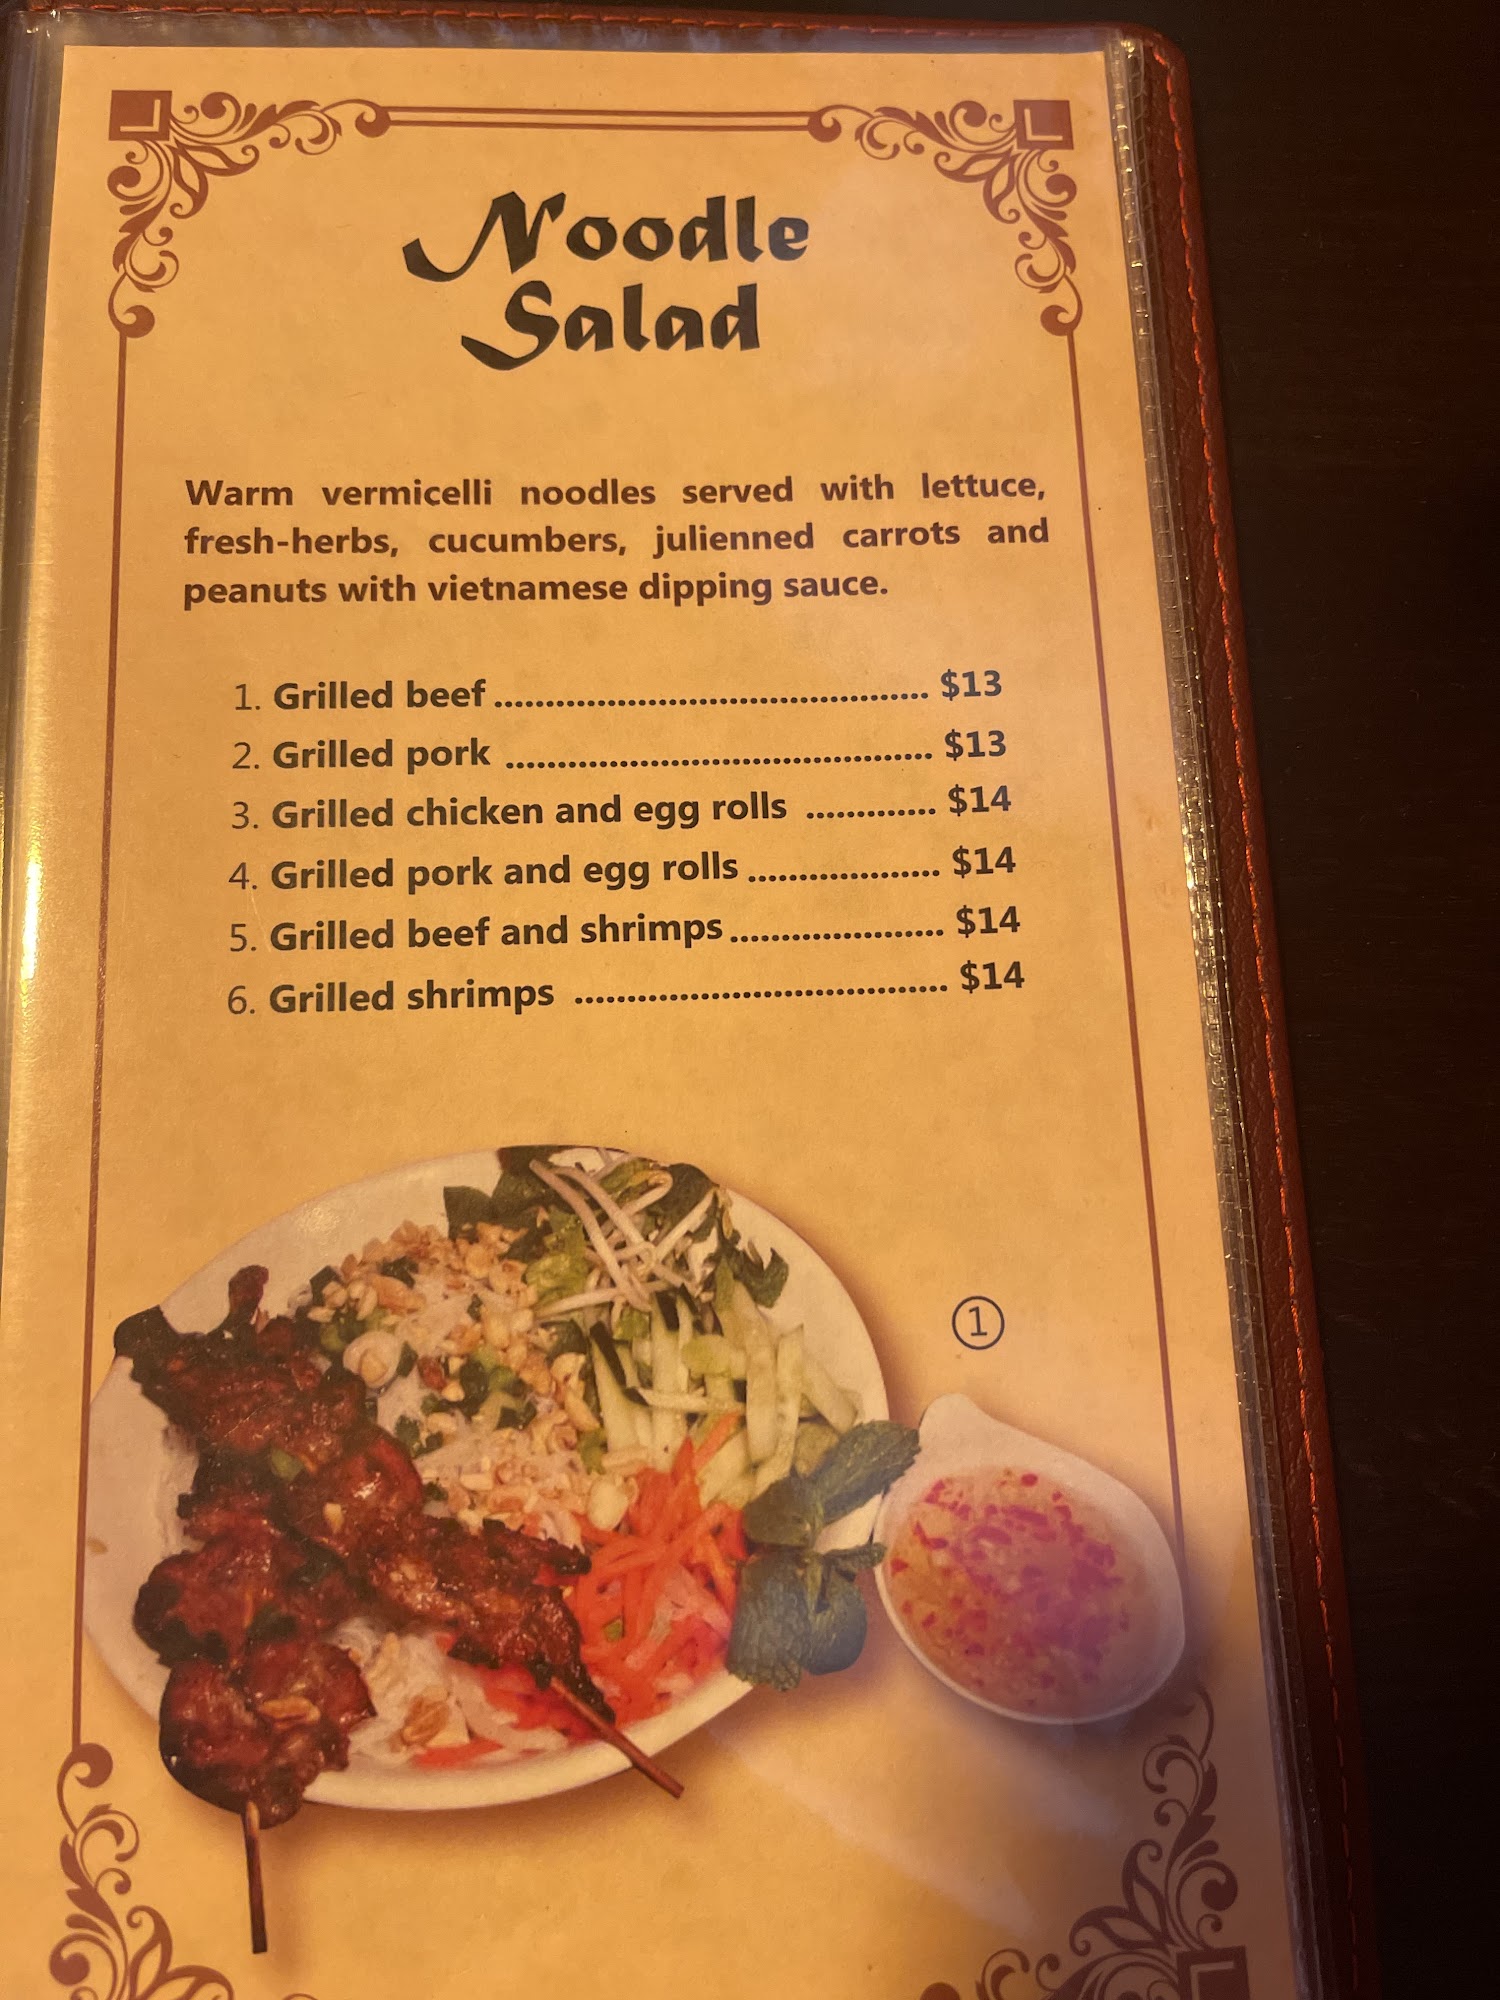 Noodle
Salad
Warm vermicelli noodles served with lettuce,
fresh-herbs, cucumbers, julienned carrots and
peanuts with vietnamese dipping sauce.
1. Grilled beef.......................................... $13
2. Grilled pork ......................................... $13
3. Grilled chicken and egg rolls ............. $14
4. Grilled pork and egg rolls................... $14
5. Grilled beef and shrimps..................... $14
6. Grilled shrimps .................................... $14
1